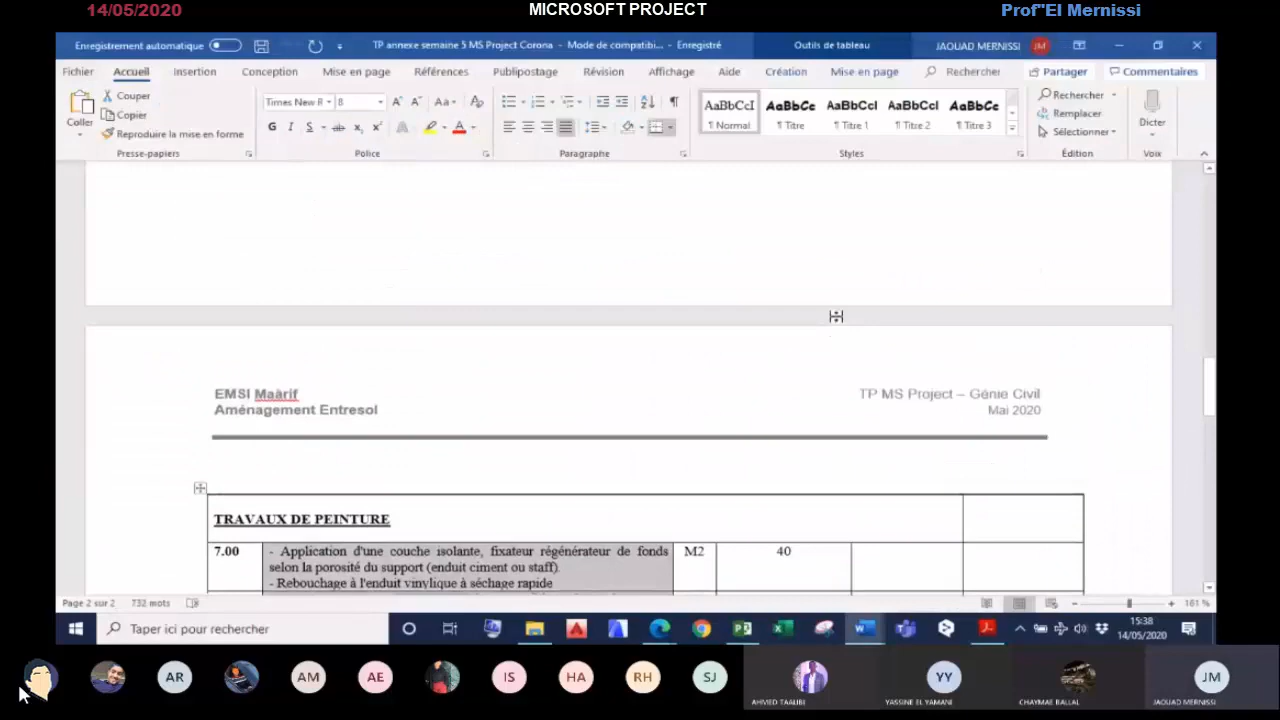 14/05/2020 MICROSOFT PROJECT Prof"El Mernissi
Enregistrement automatique TP annexe semaine 5 MS Project Corona - Mode de compatibi... - Enregistré Outils de tableau JAOUAD MERNISSI JM
Fichier Accueil Insertion Conception Mise en page Références Publipostage Révision Affichage Aide Création Mise en page Rechercher Partager Commentaires
Coller
Couper
Copier
Reproduire la mise en forme
Presse-papiers
Times New R 8
G I S
Police
Paragraphe
AaBbCcI AaBbCc AaBbCcI AaBbCcI AaBbCc
¶ Normal ¶ Titre ¶ Titre 1 ¶ Titre 2 ¶ Titre 3
Styles
Rechercher
Remplacer
Sélectionner
Édition
Dicter
Voix
EMSI Maàrif TP MS Project – Génie Civil
Aménagement Entresol Mai 2020
TRAVAUX DE PEINTURE
7.00 - Application d'une couche isolante, fixateur régénérateur de fonds M2 40
selon la porosité du support (enduit ciment ou staff).
- Rebouchage à l'enduit vinylique à séchage rapide
Page 2 sur 2 732 mots 161 %
Taper ici pour rechercher 15:38
14/05/2020
AR AM AE IS HA RH SJ YY JM
AHMED TAALIBI YASSINE EL YAMANI CHAYMAE BALLAL JAOUAD MERNISSI